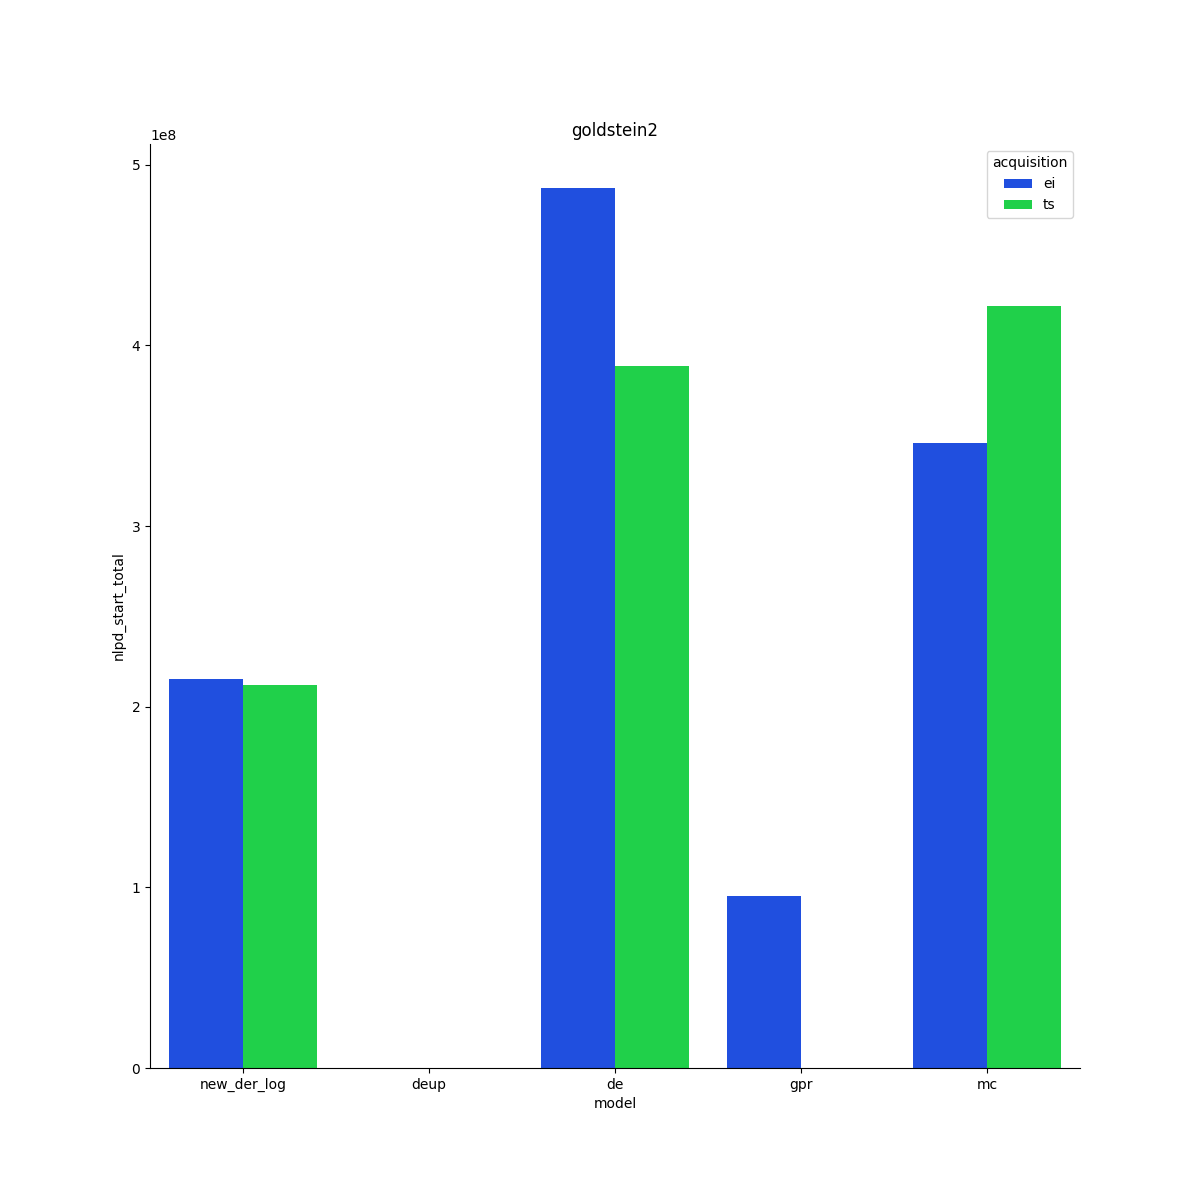 goldstein2
1e8
acquisition
ei
ts
5
4
3
2
1
0
nlpd_start_total
new_der_log deup de gpr mc
model